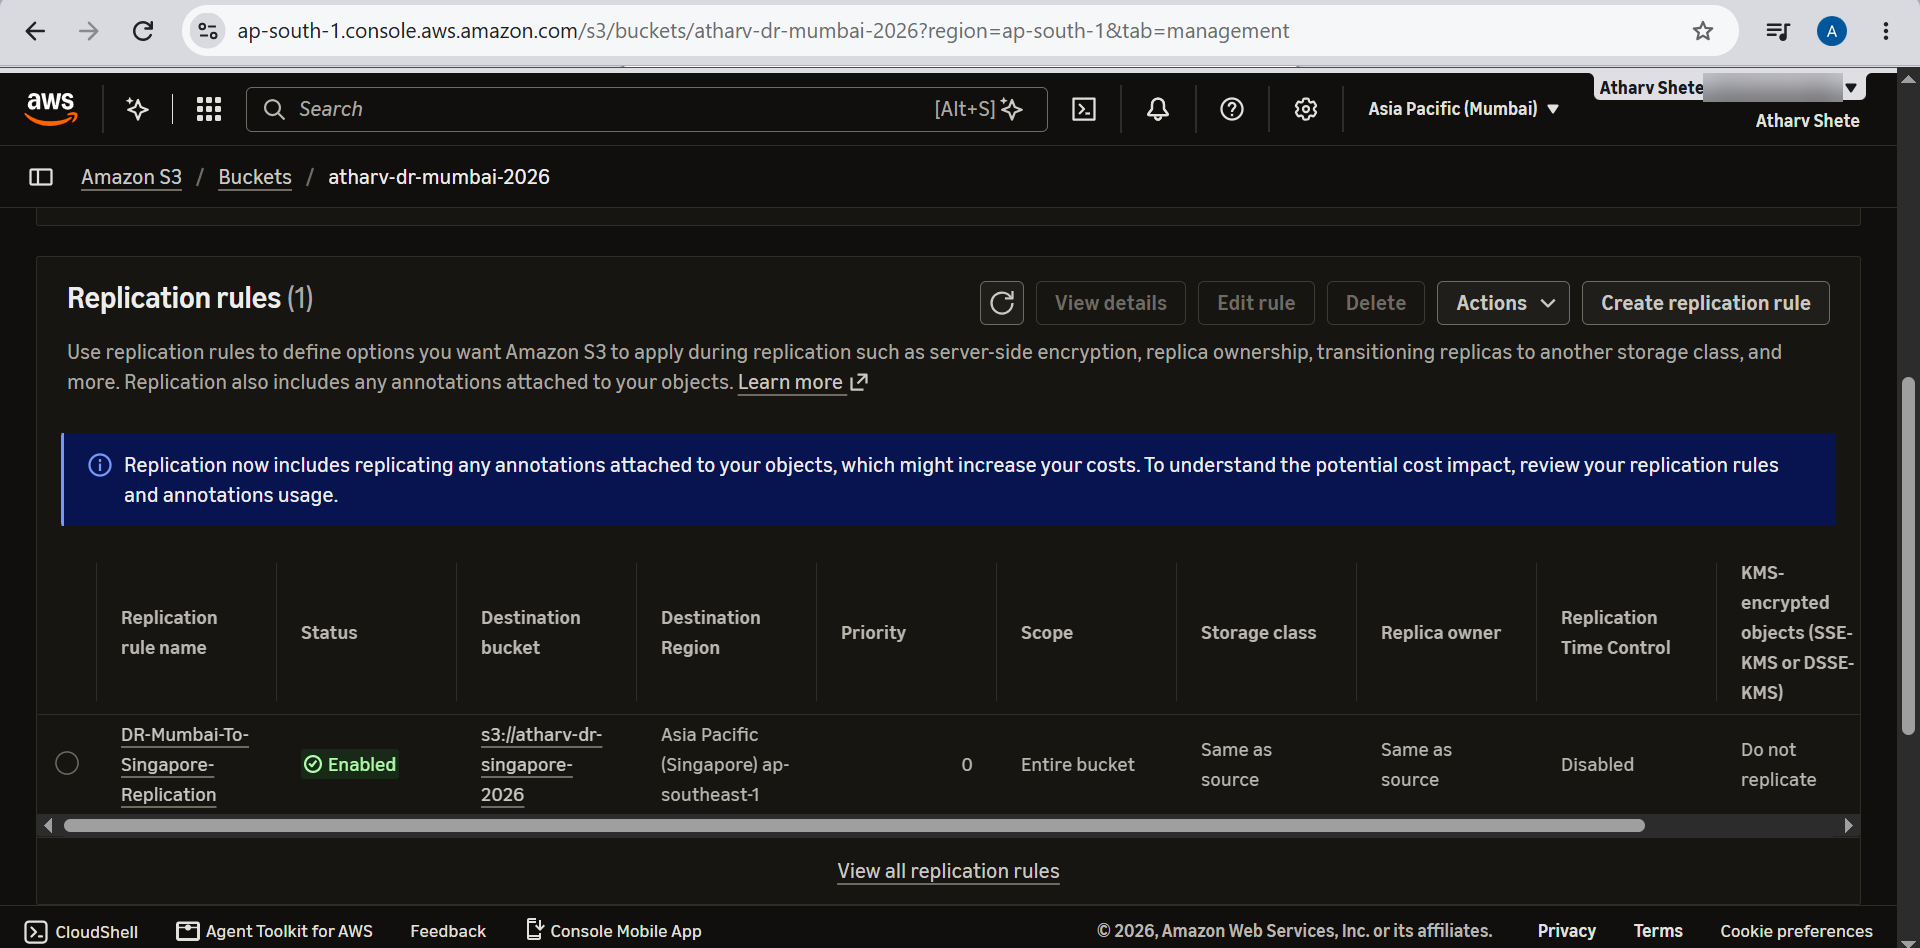 ap-south-1.console.aws.amazon.com/s3/buckets/atharv-dr-mumbai-2026?region=ap-south-1&tab=management
A
aws
Search
[Alt+S]
Asia Pacific (Mumbai)
Atharv Shete
Atharv Shete
Amazon S3 / Buckets / atharv-dr-mumbai-2026
Replication rules (1)
View details
Edit rule
Delete
Actions
Create replication rule
Use replication rules to define options you want Amazon S3 to apply during replication such as server-side encryption, replica ownership, transitioning replicas to another storage class, and
more. Replication also includes any annotations attached to your objects. Learn more
Replication now includes replicating any annotations attached to your objects, which might increase your costs. To understand the potential cost impact, review your replication rules
and annotations usage.
Replication
rule name
Status
Destination
bucket
Destination
Region
Priority
Scope
Storage class
Replica owner
Replication
Time Control
KMS-
encrypted
objects (SSE-
KMS or DSSE-
KMS)
DR-Mumbai-To-
Singapore-
Replication
Enabled
s3://atharv-dr-
singapore-
2026
Asia Pacific
(Singapore) ap-
southeast-1
0
Entire bucket
Same as
source
Same as
source
Disabled
Do not
replicate
View all replication rules
CloudShell
Agent Toolkit for AWS
Feedback
Console Mobile App
© 2026, Amazon Web Services, Inc. or its affiliates.
Privacy
Terms
Cookie preferences